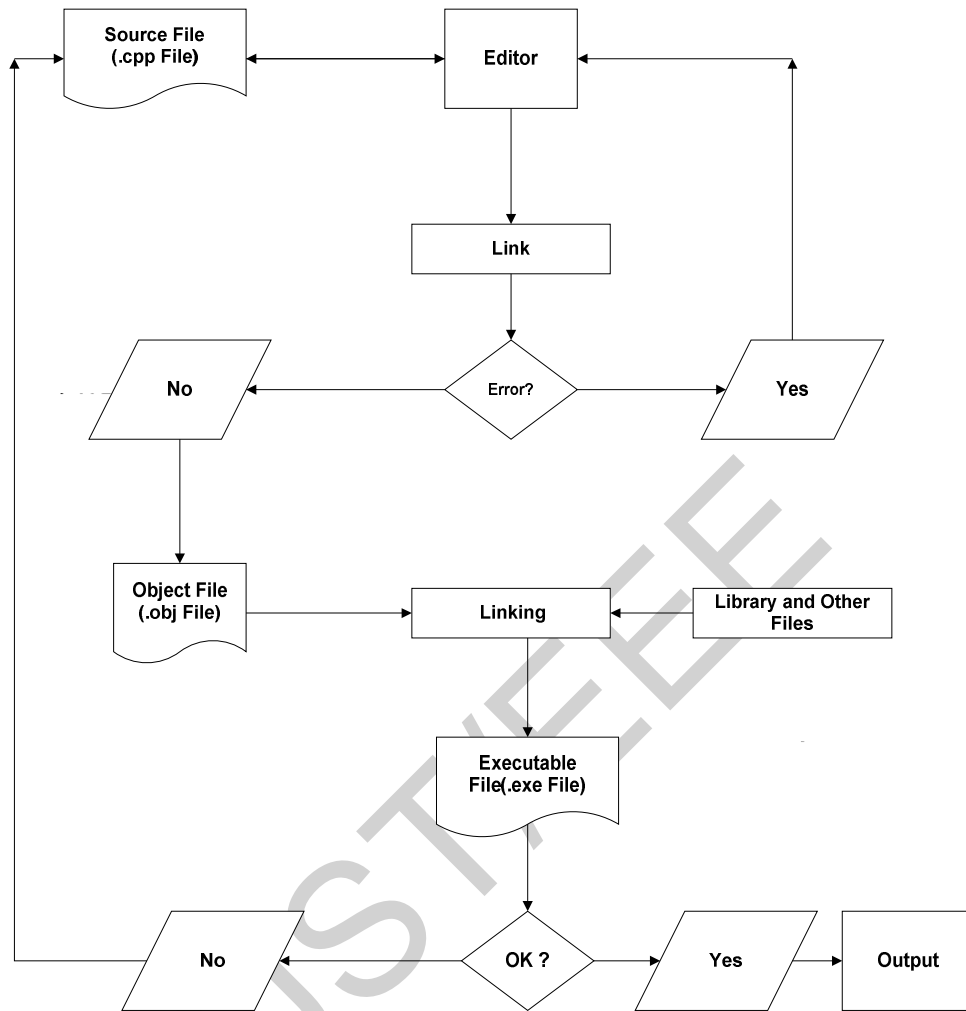 Source File
(.cpp File)
Editor
Link
No
Error?
Yes
Object File
(.obj File)
Linking
Library and Other
Files
Executable
File(.exe File)
No
OK ?
Yes
Output